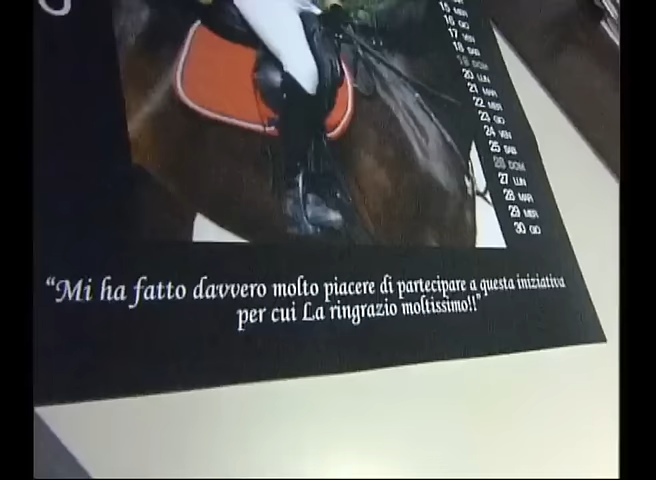 15 MER
16 GIO
17 VEN
18 SAB
19 DOM
20 LUN
21 MAR
22 MER
23 GIO
24 VEN
25 SAB
26 DOM
27 LUN
28 MAR
29 MER
30 GIO
“Mi ha fatto davvero molto piacere di partecipare a questa iniziativa
per cui La ringrazio moltissimo!!”